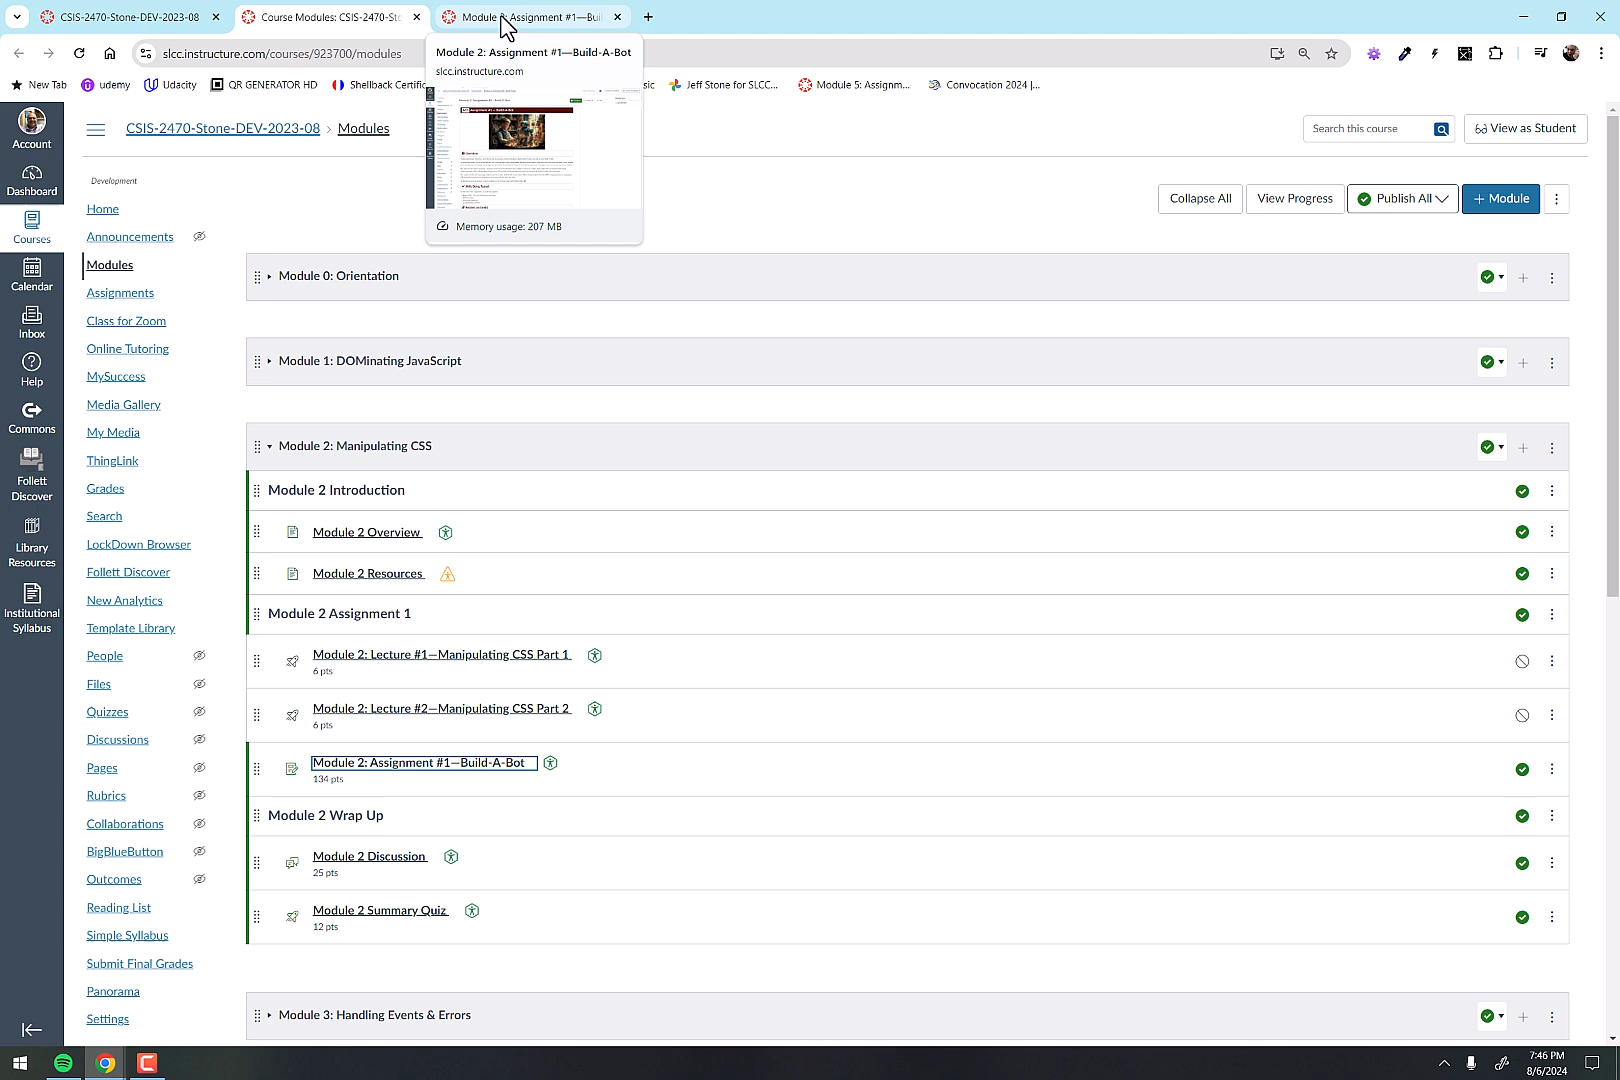 CSIS-2470-Stone-DEV-2023-08
Course Modules: CSIS-2470-Sto
Module 2: Assignment #1—Bui
slcc.instructure.com/courses/923700/modules
New Tab
udemy
Udacity
QR GENERATOR HD
Shellback Certific
sic
Jeff Stone for SLCC...
Module 5: Assignm...
Convocation 2024 |...
Module 2: Assignment #1—Build-A-Bot
slcc.instructure.com
Memory usage: 207 MB
Account
Dashboard
Courses
Calendar
Inbox
Help
Commons
Follett
Discover
Library
Resources
Institutional
Syllabus
CSIS-2470-Stone-DEV-2023-08 › Modules
Search this course
View as Student
Development
Home
Announcements
Modules
Assignments
Class for Zoom
Online Tutoring
MySuccess
Media Gallery
My Media
ThingLink
Grades
Search
LockDown Browser
Follett Discover
New Analytics
Template Library
People
Files
Quizzes
Discussions
Pages
Rubrics
Collaborations
BigBlueButton
Outcomes
Reading List
Simple Syllabus
Submit Final Grades
Panorama
Settings
Collapse All
View Progress
Publish All
+ Module
Module 0: Orientation
Module 1: DOMinating JavaScript
Module 2: Manipulating CSS
Module 2 Introduction
Module 2 Overview
Module 2 Resources
Module 2 Assignment 1
Module 2: Lecture #1—Manipulating CSS Part 1
6 pts
Module 2: Lecture #2—Manipulating CSS Part 2
6 pts
Module 2: Assignment #1—Build-A-Bot
134 pts
Module 2 Wrap Up
Module 2 Discussion
25 pts
Module 2 Summary Quiz
12 pts
Module 3: Handling Events & Errors
7:46 PM
8/6/2024